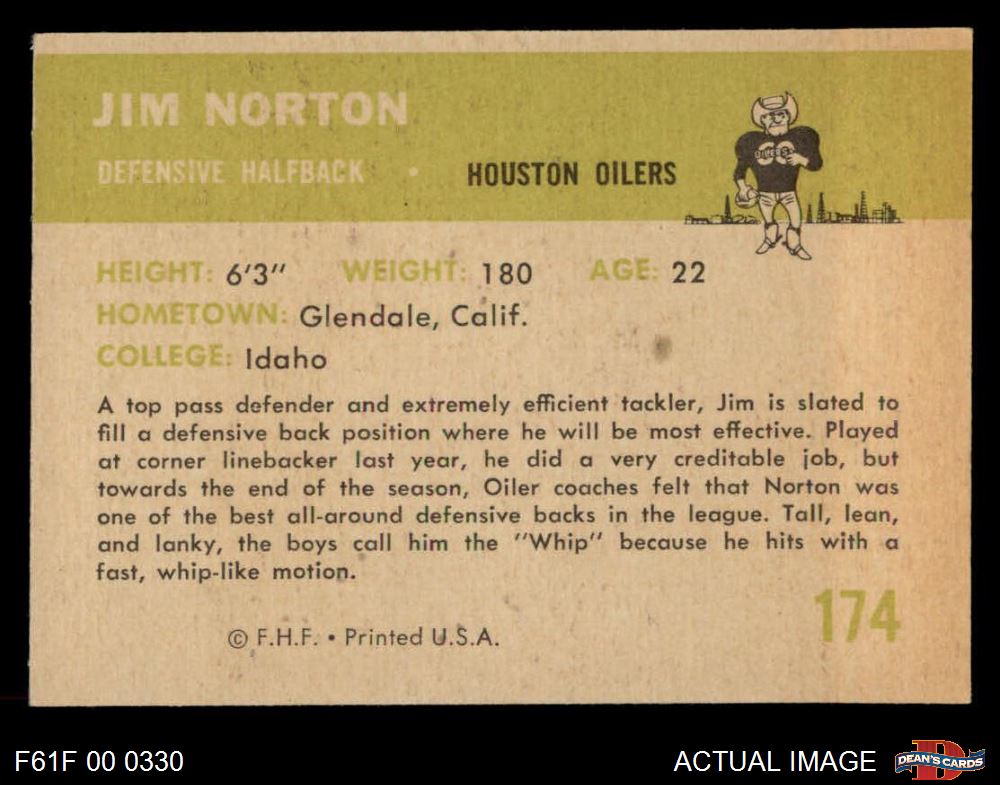 JIM NORTON
DEFENSIVE HALFBACK • HOUSTON OILERS
OILERS
HEIGHT: 6'3" WEIGHT: 180 AGE: 22
HOMETOWN: Glendale, Calif.
COLLEGE: Idaho
A top pass defender and extremely efficient tackler, Jim is slated to
fill a defensive back position where he will be most effective. Played
at corner linebacker last year, he did a very creditable job, but
towards the end of the season, Oiler coaches felt that Norton was
one of the best all-around defensive backs in the league. Tall, lean,
and lanky, the boys call him the "Whip" because he hits with a
fast, whip-like motion.
174
© F.H.F. • Printed U.S.A.
F61F 00 0330 ACTUAL IMAGE DEAN'S CARDS